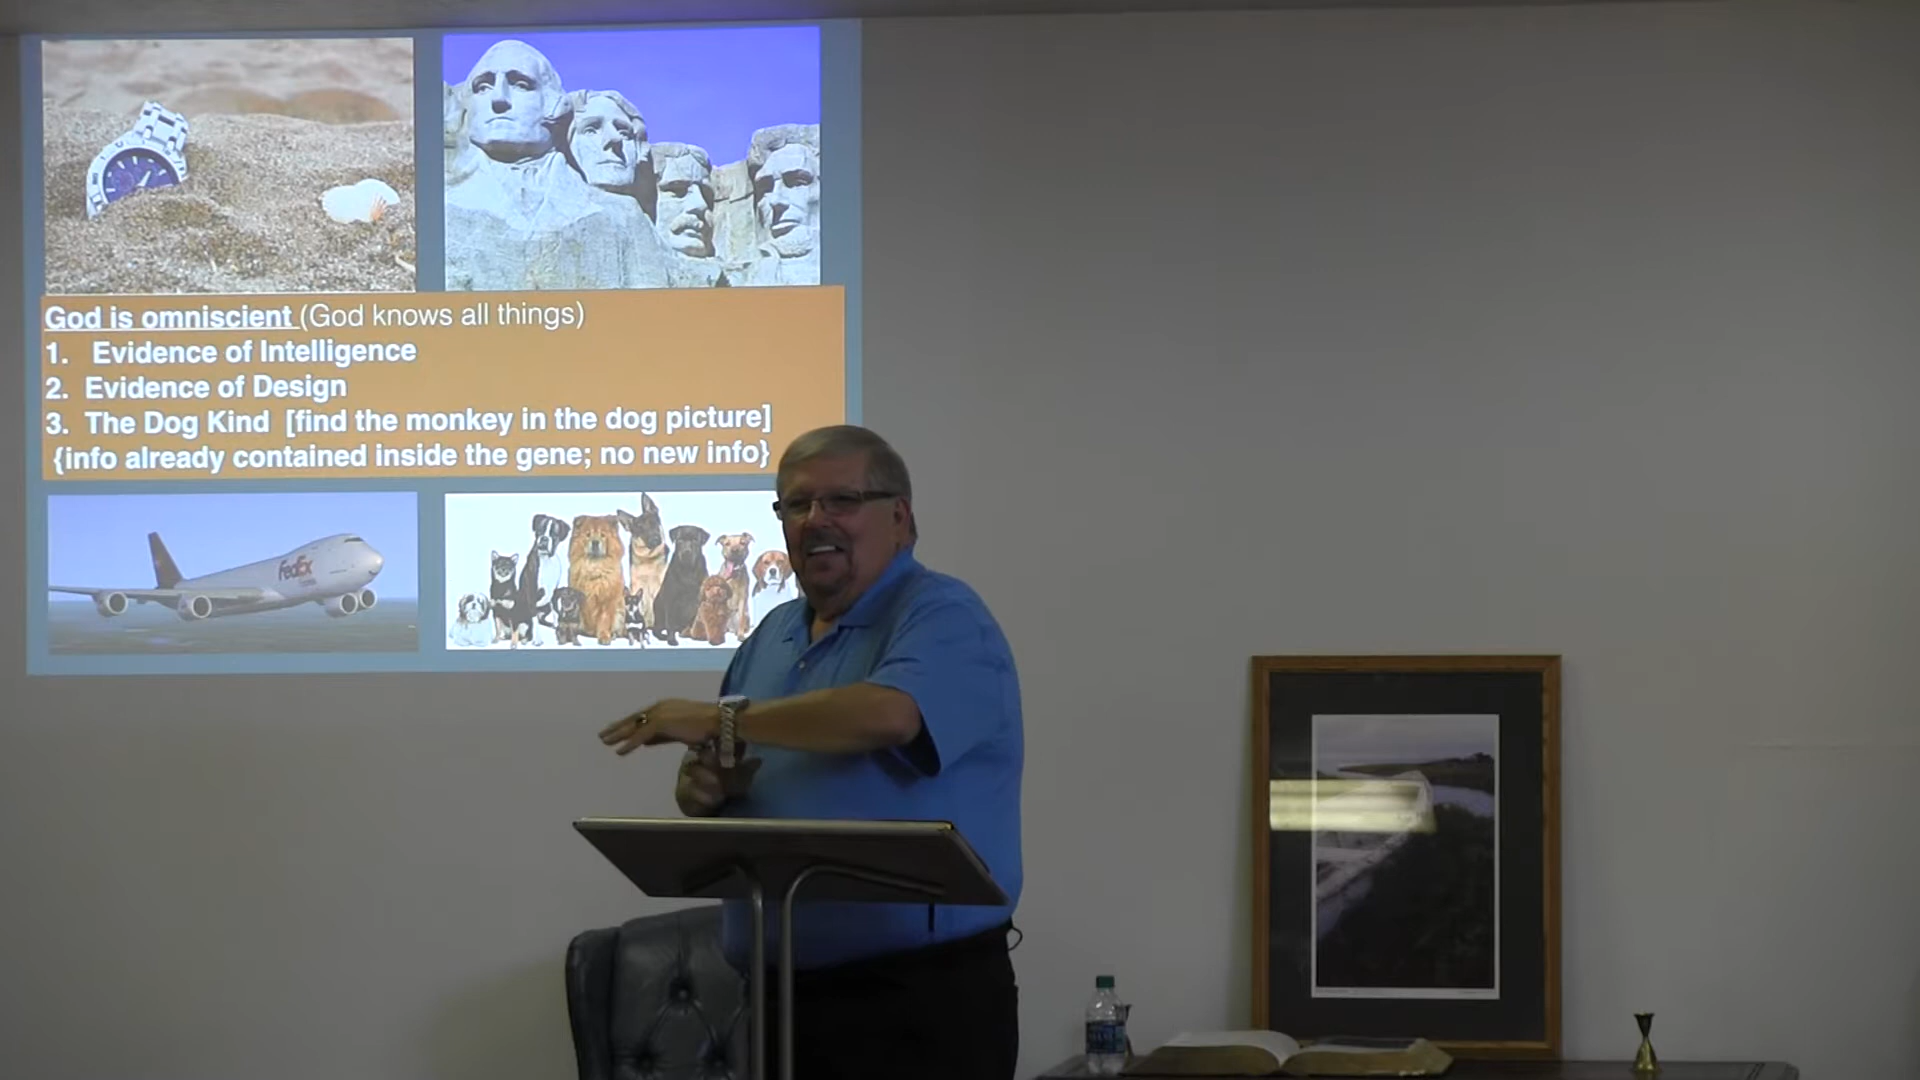 God is omniscient (God knows all things)
1. Evidence of Intelligence
2. Evidence of Design
3. The Dog Kind [find the monkey in the dog picture]
{info already contained inside the gene; no new info}
FedEx